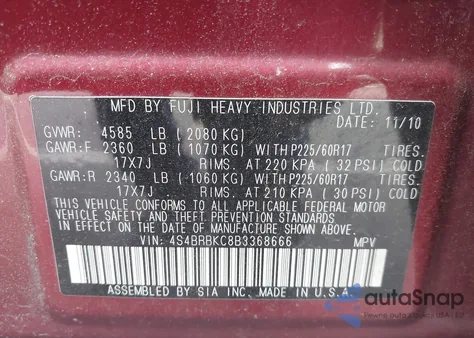 MFD BY FUJI HEAVY INDUSTRIES LTD.
DATE: 11/10
GVWR: 4585 LB (2080 KG)
GAWR:F 2360 LB (1070 KG) WITH P225/60R17 TIRES.
17X7J RIMS. AT 220 KPA (32 PSI) COLD
GAWR:R 2340 LB (1060 KG) WITH P225/60R17 TIRES.
17X7J RIMS. AT 210 KPA (30 PSI) COLD
THIS VEHICLE CONFORMS TO ALL APPLICABLE FEDERAL MOTOR
VEHICLE SAFETY AND THEFT PREVENTION STANDARDS
IN EFFECT ON THE DATE OF MANUFACTURE SHOWN ABOVE.
VIN: 4S4BRBKC8B3368666 MPV
ASSEMBLED BY SIA INC. MADE IN U.S.A.
autoSnap